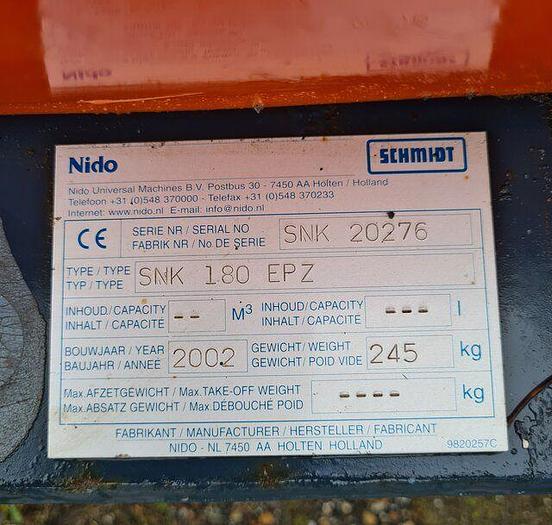 Nido SCHMIDT
Nido Universal Machines B.V. Postbus 30 - 7450 AA Holten / Holland
Telefoon +31 (0)548 370000 - Telefax +31 (0)548 370233
Internet: www.nido.nl E-mail: info@nido.nl
CE SERIE NR / SERIAL NO SNK 20276
FABRIK NR / No DE SERIE
TYPE / TYPE SNK 180 EPZ
TYP / TYPE
INHOUD/CAPACITY -- M³ INHOUD/CAPACITY --- l
INHALT / CAPACITÉ INHALT / CAPACITÉ
BOUWJAAR / YEAR 2002 GEWICHT/WEIGHT 245 kg
BAUJAHR / ANNÉE GEWICHT/POID VIDE
Max.AFZETGEWICHT / Max.TAKE-OFF WEIGHT ---- kg
Max.ABSATZ GEWICHT / Max.DÉBOUCHÉ POID
FABRIKANT / MANUFACTURER / HERSTELLER / FABRICANT
NIDO - NL 7450 AA HOLTEN HOLLAND 9820257C